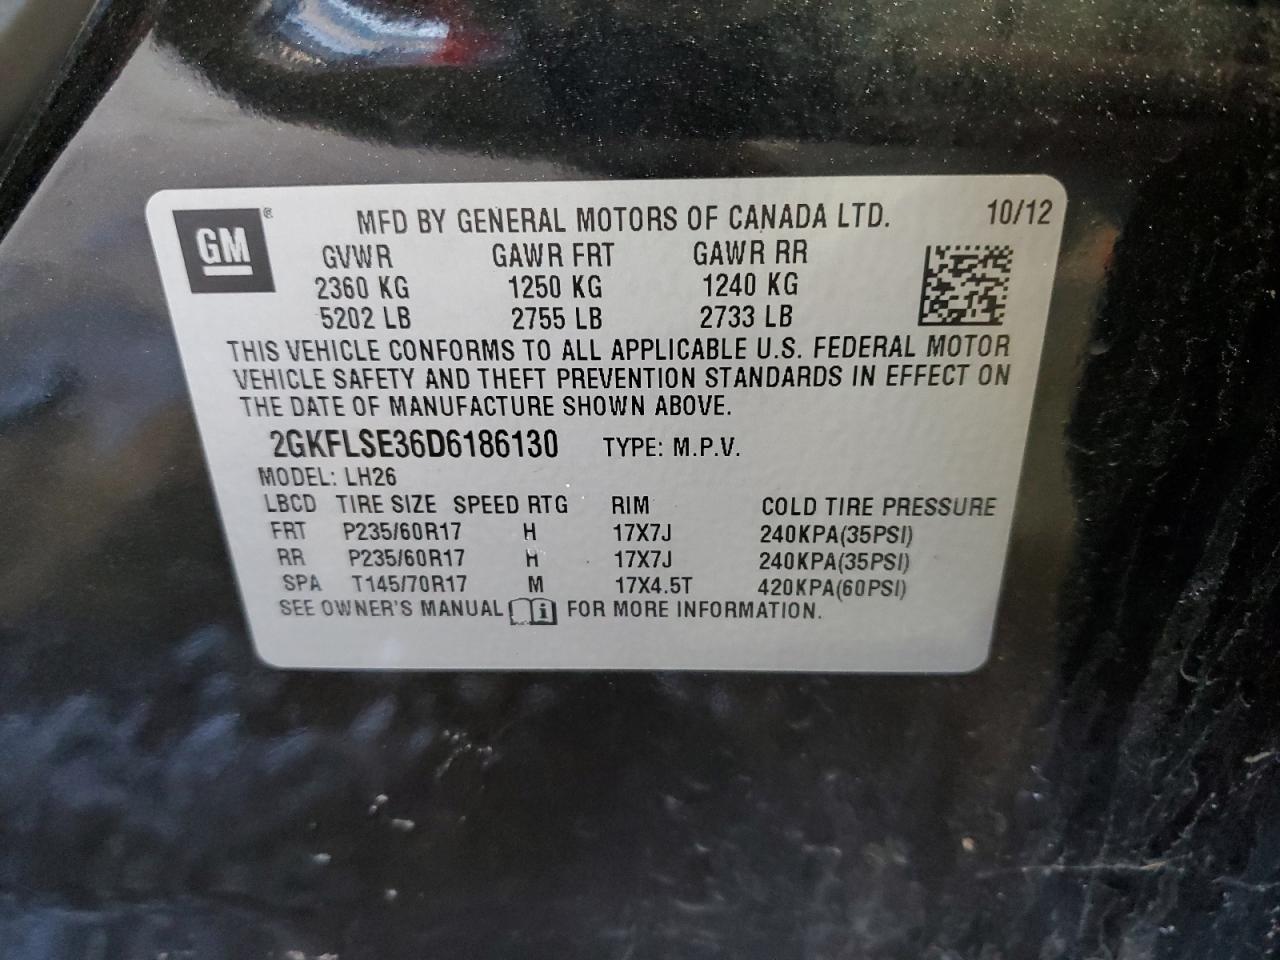 GM ® MFD BY GENERAL MOTORS OF CANADA LTD. 10/12
GVWR GAWR FRT GAWR RR
2360 KG 1250 KG 1240 KG
5202 LB 2755 LB 2733 LB
THIS VEHICLE CONFORMS TO ALL APPLICABLE U.S. FEDERAL MOTOR
VEHICLE SAFETY AND THEFT PREVENTION STANDARDS IN EFFECT ON
THE DATE OF MANUFACTURE SHOWN ABOVE.
2GKFLSE36D6186130 TYPE: M.P.V.
MODEL: LH26
LBCD TIRE SIZE SPEED RTG RIM COLD TIRE PRESSURE
FRT P235/60R17 H 17X7J 240KPA(35PSI)
RR P235/60R17 H 17X7J 240KPA(35PSI)
SPA T145/70R17 M 17X4.5T 420KPA(60PSI)
SEE OWNER'S MANUAL i FOR MORE INFORMATION.